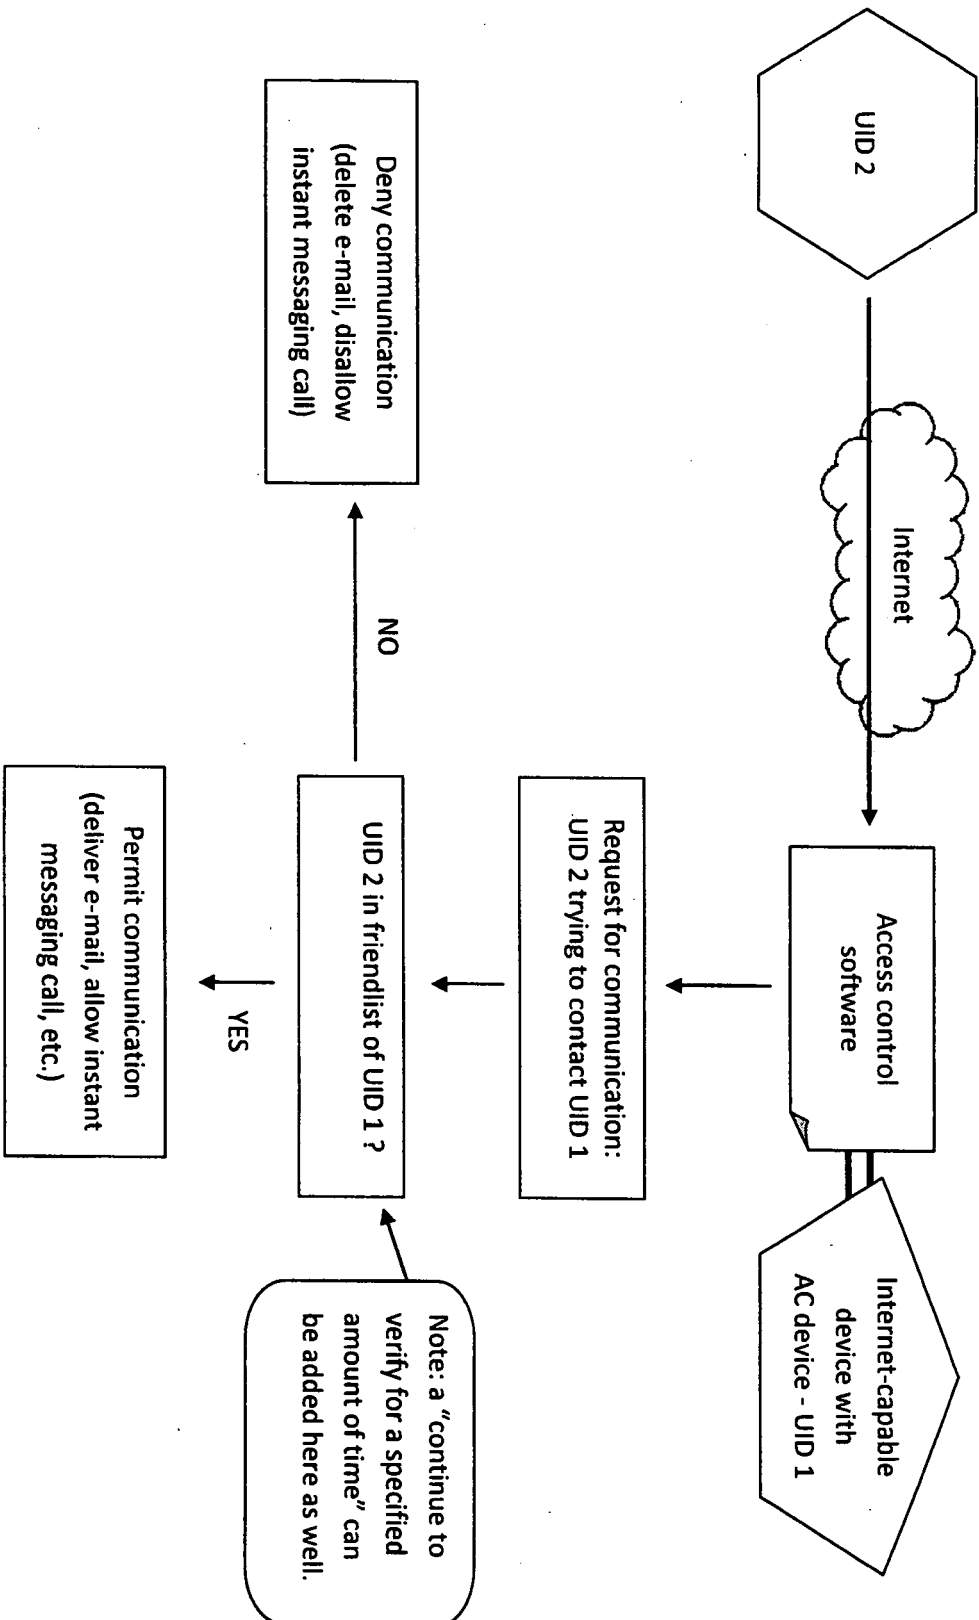 UID 2
Internet
Access control
software
Internet-capable
device with
AC device - UID 1
Request for communication:
UID 2 trying to contact UID 1
UID 2 in friendlist of UID 1 ?
Note: a "continue to
verify for a specified
amount of time" can
be added here as well.
NO
Deny communication
(delete e-mail, disallow
instant messaging call)
YES
Permit communication
(deliver e-mail, allow instant
messaging call, etc.)